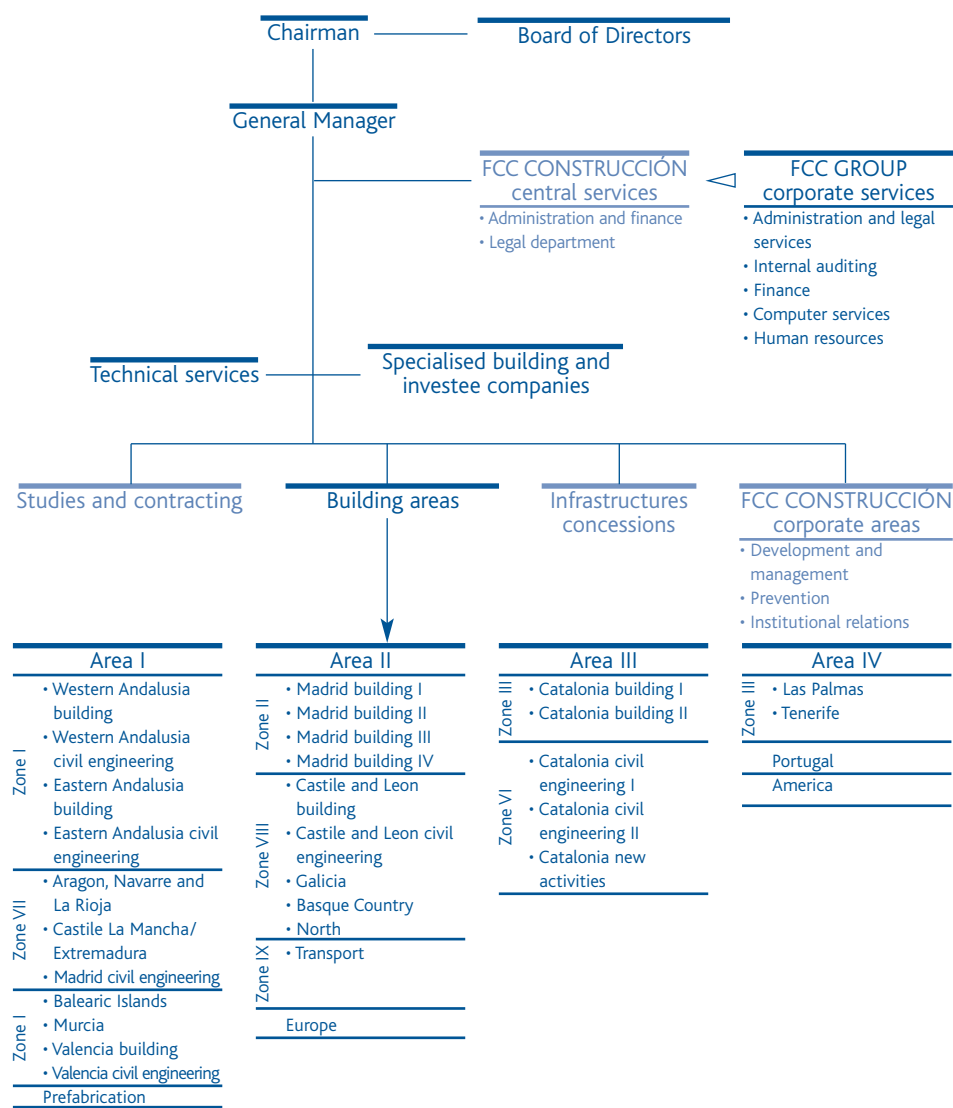 Chairman
Board of Directors
General Manager
FCC CONSTRUCCIÓN
central services
• Administration and finance
• Legal department
FCC GROUP
corporate services
• Administration and legal
services
• Internal auditing
• Finance
• Computer services
• Human resources
Technical services
Specialised building and
investee companies
Studies and contracting
Building areas
Infrastructures
concessions
FCC CONSTRUCCIÓN
corporate areas
• Development and
management
• Prevention
• Institutional relations
Area I
Zone I
• Western Andalusia
building
• Western Andalusia
civil engineering
• Eastern Andalusia
building
• Eastern Andalusia civil
engineering
Zone VII
• Aragon, Navarre and
La Rioja
• Castile La Mancha/
Extremadura
• Madrid civil engineering
Zone I
• Balearic Islands
• Murcia
• Valencia building
• Valencia civil engineering
Prefabrication
Area II
Zone II
• Madrid building I
• Madrid building II
• Madrid building III
• Madrid building IV
Zone VIII
• Castile and Leon
building
• Castile and Leon civil
engineering
• Galicia
• Basque Country
• North
Zone IX
• Transport
Europe
Area III
Zone III
• Catalonia building I
• Catalonia building II
Zone VI
• Catalonia civil
engineering I
• Catalonia civil
engineering II
• Catalonia new
activities
Area IV
Zone III
• Las Palmas
• Tenerife
Portugal
America